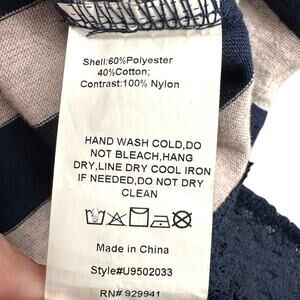 Shell:60%Polyester
40%Cotton;
Contrast:100% Nylon
HAND WASH COLD,DO
NOT BLEACH,HANG
DRY,LINE DRY COOL IRON
IF NEEDED,DO NOT DRY
CLEAN
Made in China
Style#U9502033
RN# 929941